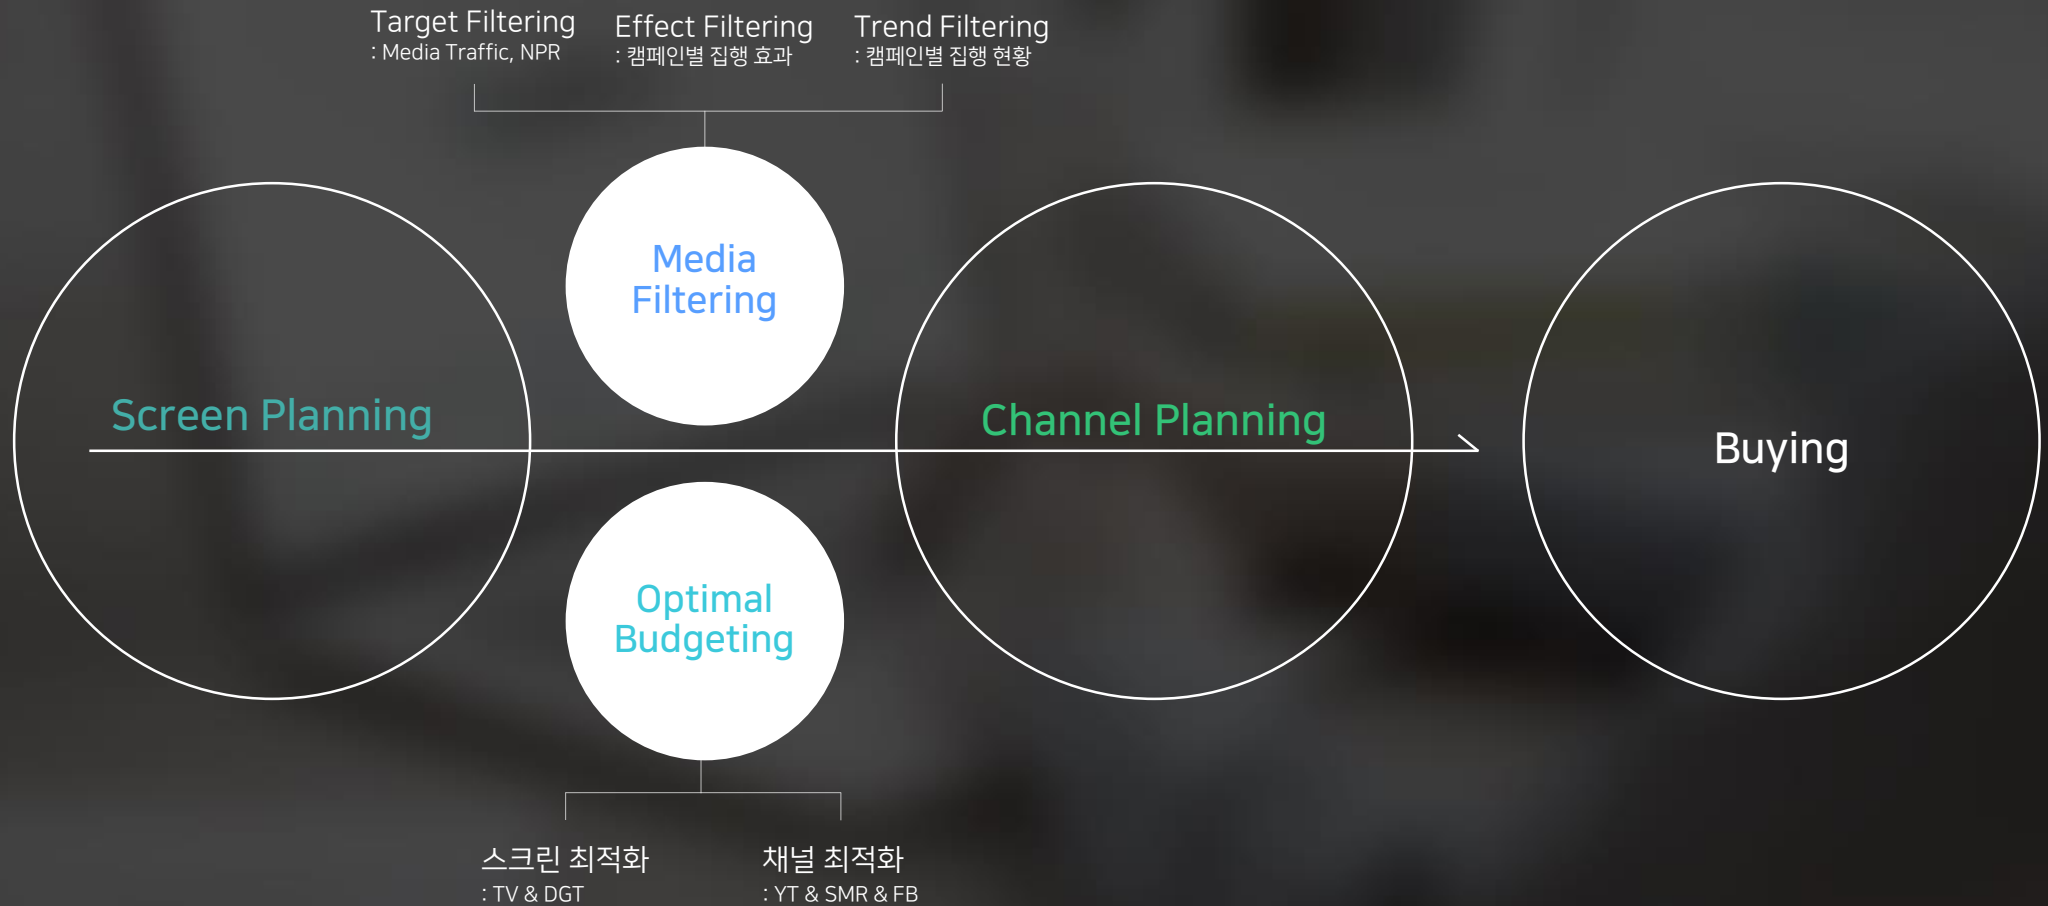 Target Filtering
: Media Traffic, NPR
Effect Filtering
: 캠페인별 집행 효과
Trend Filtering
: 캠페인별 집행 현황
Media
Filtering
Screen Planning
Channel Planning
Buying
Optimal
Budgeting
스크린 최적화
: TV & DGT
채널 최적화
: YT & SMR & FB